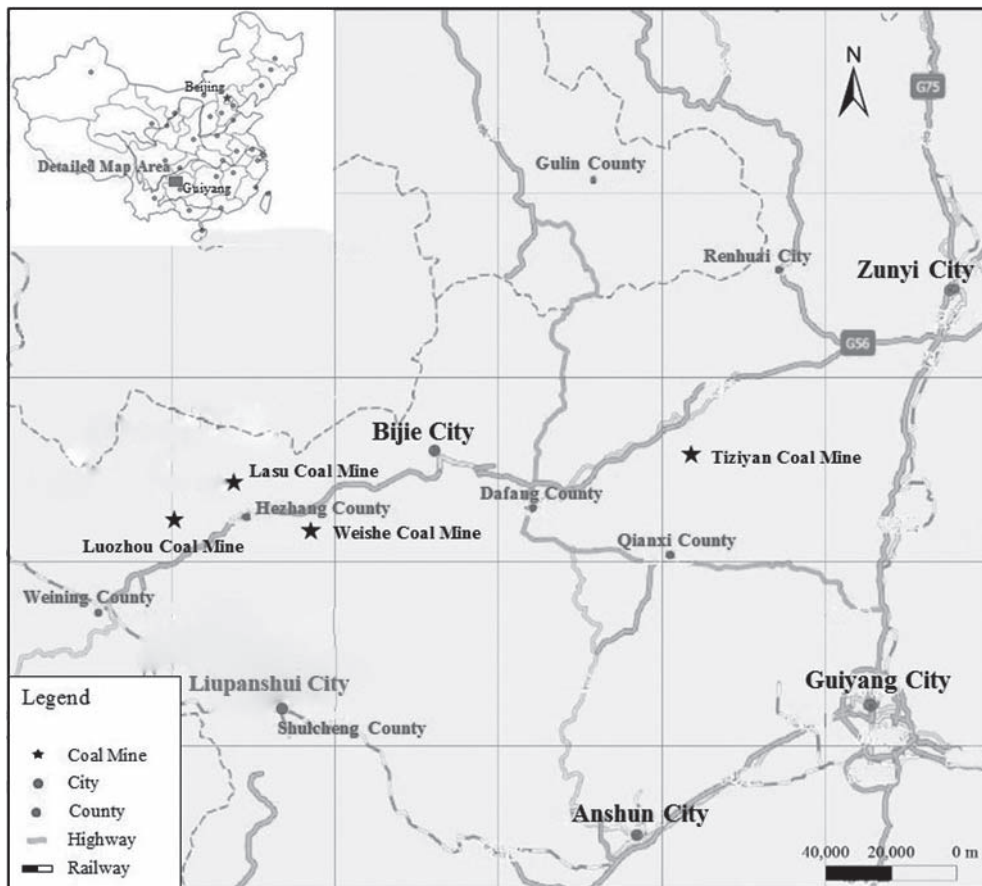 Beijing
Detailed Map Area
Guiyang
N
G75
Gulin County
Renhuai City
Zunyi City
G56
Bijie City
Lasu Coal Mine
Tiziyan Coal Mine
Hezhang County
Dafang County
Weishe Coal Mine
Luozhou Coal Mine
Qianxi County
Weining County
Liupanshui City
Guiyang City
Shuicheng County
Anshun City
Legend
Coal Mine
City
County
Highway
Railway
40,000 20,000 0 m